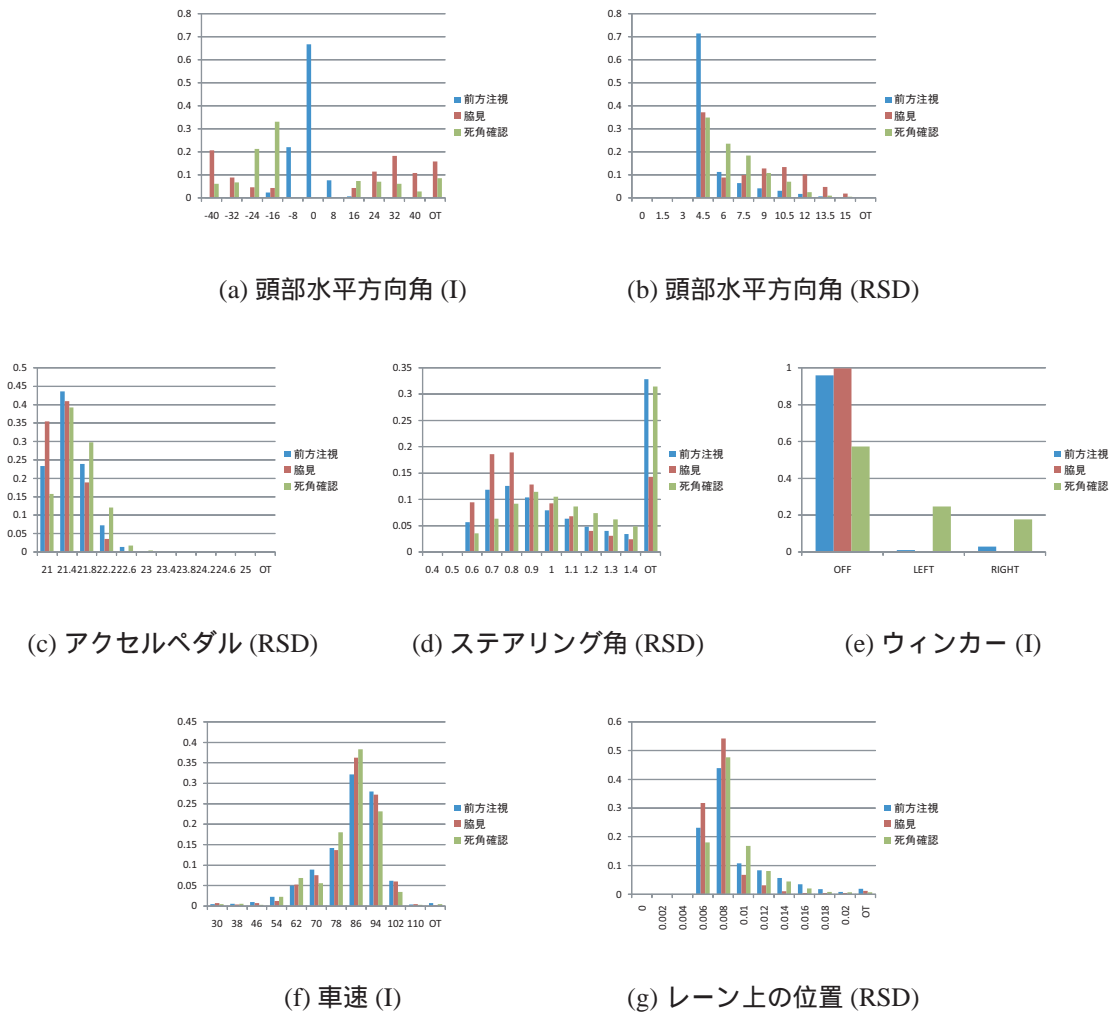 0.8
0.7
0.6
0.5
0.4
0.3
0.2
0.1
0
-40 -32 -24 -16 -8 0 8 16 24 32 40 OT
前方注視
脇見
死角確認
(a) 頭部水平方向角 (I)
0.8
0.7
0.6
0.5
0.4
0.3
0.2
0.1
0
0 1.5 3 4.5 6 7.5 9 10.5 12 13.5 15 OT
前方注視
脇見
死角確認
(b) 頭部水平方向角 (RSD)
0.5
0.45
0.4
0.35
0.3
0.25
0.2
0.15
0.1
0.05
0
21 21.4 21.8 22.2 22.6 23 23.4 23.8 24.2 24.6 25 OT
前方注視
脇見
死角確認
(c) アクセルペダル (RSD)
0.35
0.3
0.25
0.2
0.15
0.1
0.05
0
0.4 0.5 0.6 0.7 0.8 0.9 1 1.1 1.2 1.3 1.4 OT
前方注視
脇見
死角確認
(d) ステアリング角 (RSD)
1
0.8
0.6
0.4
0.2
0
OFF LEFT RIGHT
前方注視
脇見
死角確認
(e) ウィンカー (I)
0.45
0.4
0.35
0.3
0.25
0.2
0.15
0.1
0.05
0
30 38 46 54 62 70 78 86 94 102 110 OT
前方注視
脇見
死角確認
(f) 車速 (I)
0.6
0.5
0.4
0.3
0.2
0.1
0
0 0.002 0.004 0.006 0.008 0.01 0.012 0.014 0.016 0.018 0.02 OT
前方注視
脇見
死角確認
(g) レーン上の位置 (RSD)